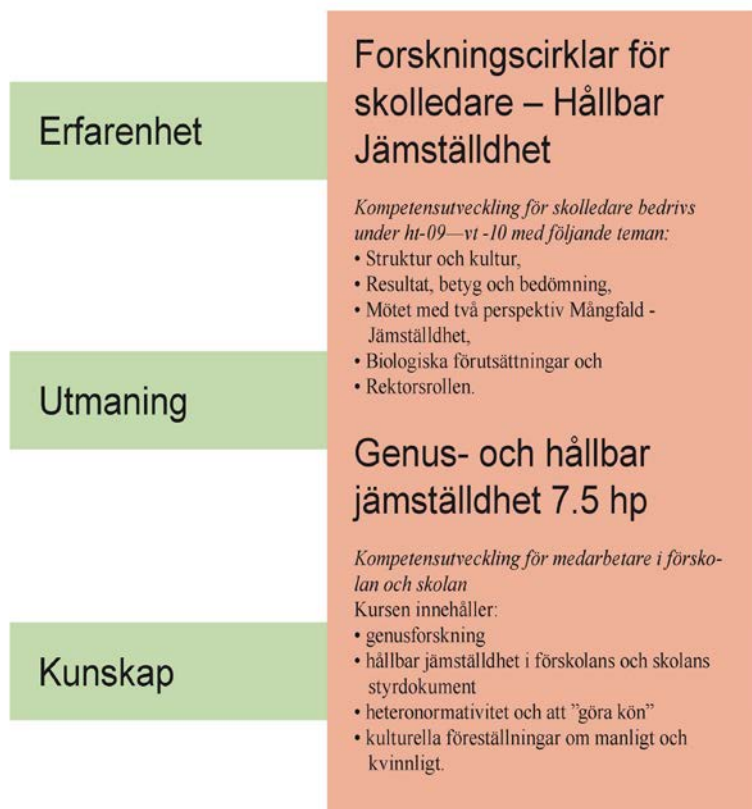 Erfarenhet
Utmaning
Kunskap
Forskningscirklar för
skolledare – Hållbar
Jämställdhet
Kompetensutveckling för skolledare bedrivs
under ht-09—vt -10 med följande teman:
• Struktur och kultur,
• Resultat, betyg och bedömning,
• Mötet med två perspektiv Mångfald -
Jämställdhet,
• Biologiska förutsättningar och
• Rektorsrollen.
Genus- och hållbar
jämställdhet 7.5 hp
Kompetensutveckling för medarbetare i försko-
lan och skolan
Kursen innehåller:
• genusforskning
• hållbar jämställdhet i förskolans och skolans
styrdokument
• heteronormativitet och att ”göra kön”
• kulturella föreställningar om manligt och
kvinnligt.